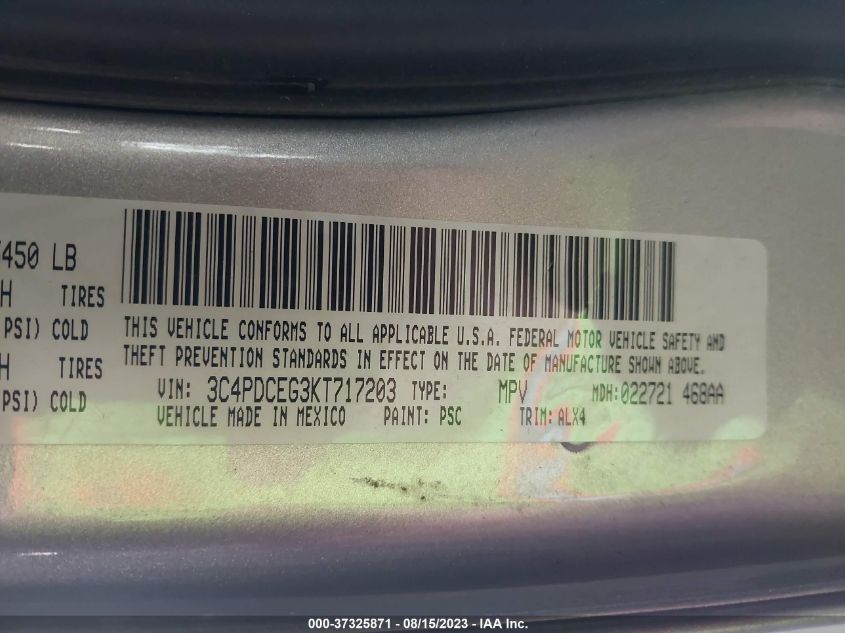 450 LB
H TIRES
PSI) COLD
H TIRES
PSI) COLD
THIS VEHICLE CONFORMS TO ALL APPLICABLE U.S.A. FEDERAL MOTOR VEHICLE SAFETY AND
THEFT PREVENTION STANDARDS IN EFFECT ON THE DATE OF MANUFACTURE SHOWN ABOVE.
VIN: 3C4PDCEG3KT717203 TYPE: MPV MDH:022721 468AA
VEHICLE MADE IN MEXICO PAINT: PSC TRIM: ALX4
000-37325871 - 08/15/2023 - IAA Inc.